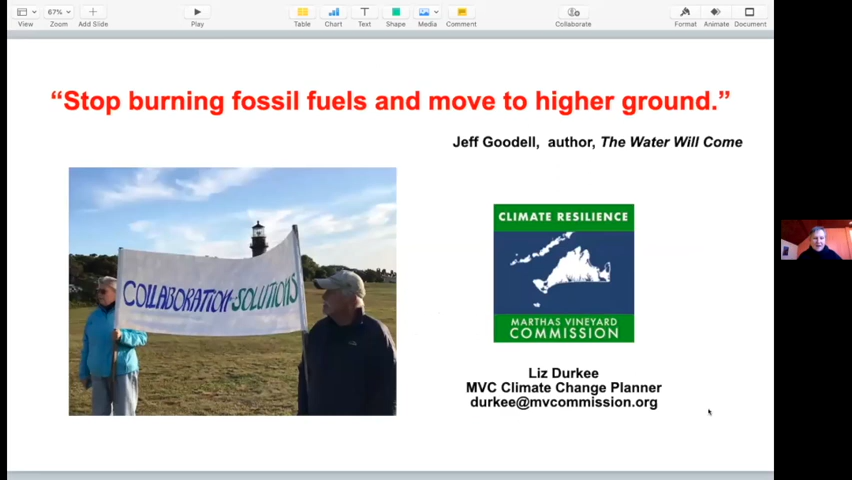 View
67%
Zoom
Add Slide
Play
Table
Chart
Text
Shape
Media
Comment
Collaborate
Format
Animate
Document
“Stop burning fossil fuels and move to higher ground.”
Jeff Goodell, author, The Water Will Come
COLLABORATION SOLUTIONS
CLIMATE RESILIENCE
MARTHAS VINEYARD
COMMISSION
Liz Durkee
MVC Climate Change Planner
durkee@mvcommission.org